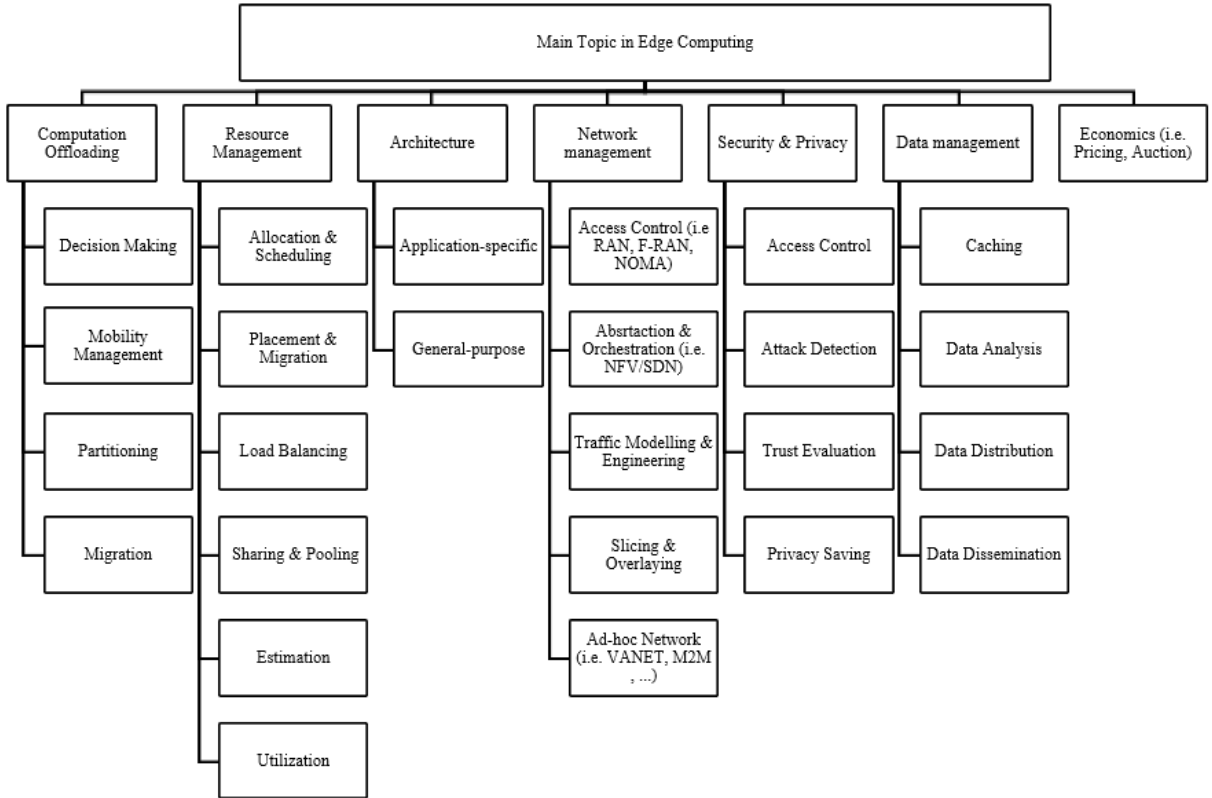 Main Topic in Edge Computing
Computation
Offloading
Resource
Management
Architecture
Network
management
Security & Privacy
Data management
Economics (i.e.
Pricing, Auction)
Decision Making
Mobility
Management
Partitioning
Migration
Allocation &
Scheduling
Placement &
Migration
Load Balancing
Sharing & Pooling
Estimation
Utilization
Application-specific
General-purpose
Access Control (i.e
RAN, F-RAN,
NOMA)
Absrtaction &
Orchestration (i.e.
NFV/SDN)
Traffic Modelling &
Engineering
Slicing &
Overlaying
Ad-hoc Network
(i.e. VANET, M2M
, ...)
Access Control
Attack Detection
Trust Evaluation
Privacy Saving
Caching
Data Analysis
Data Distribution
Data Dissemination